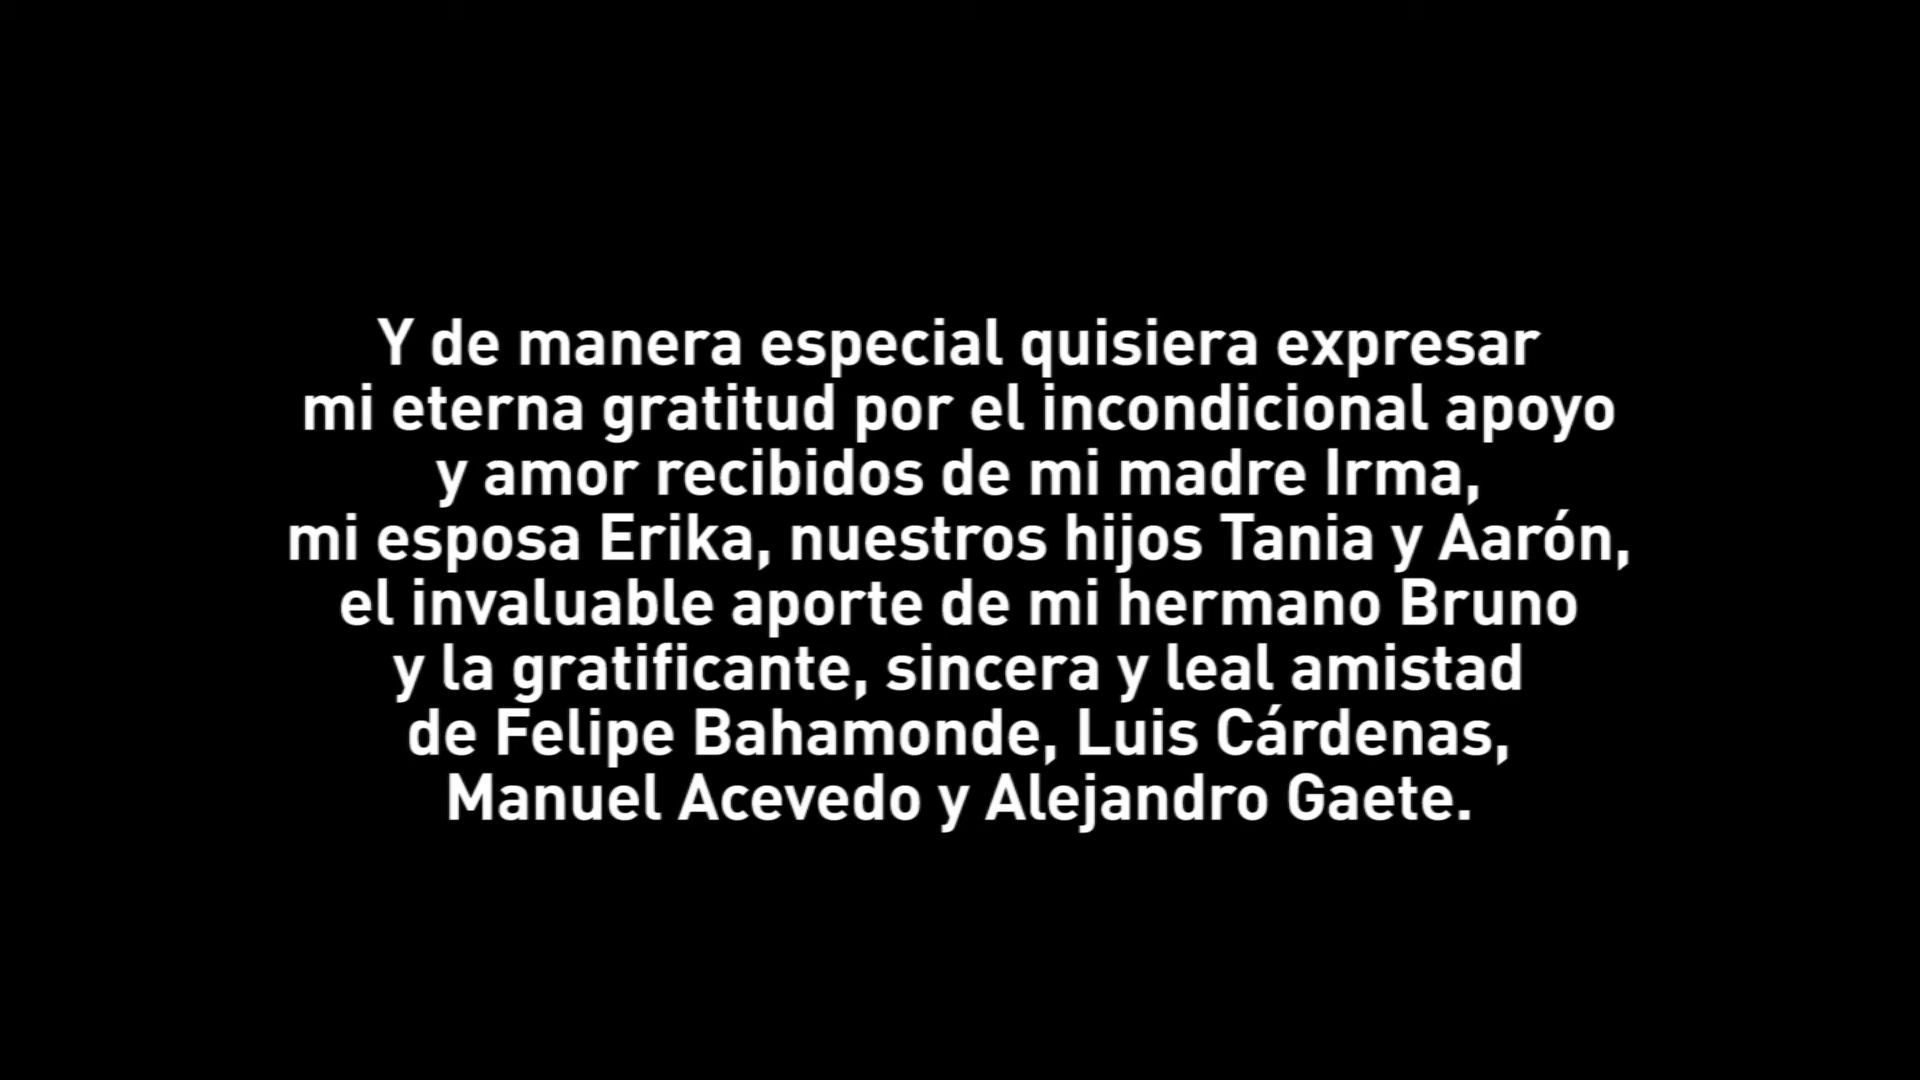 Y de manera especial quisiera expresar
mi eterna gratitud por el incondicional apoyo
y amor recibidos de mi madre Irma,
mi esposa Erika, nuestros hijos Tania y Aarón,
el invaluable aporte de mi hermano Bruno
y la gratificante, sincera y leal amistad
de Felipe Bahamonde, Luis Cárdenas,
Manuel Acevedo y Alejandro Gaete.